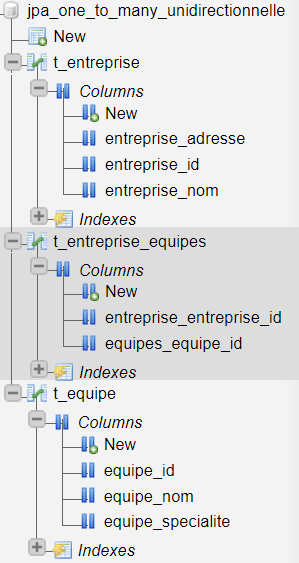 jpa_one_to_many_unidirectionnelle
New
t_entreprise
Columns
New
entreprise_adresse
entreprise_id
entreprise_nom
Indexes
t_entreprise_equipes
Columns
New
entreprise_entreprise_id
equipes_equipe_id
Indexes
t_equipe
Columns
New
equipe_id
equipe_nom
equipe_specialite
Indexes